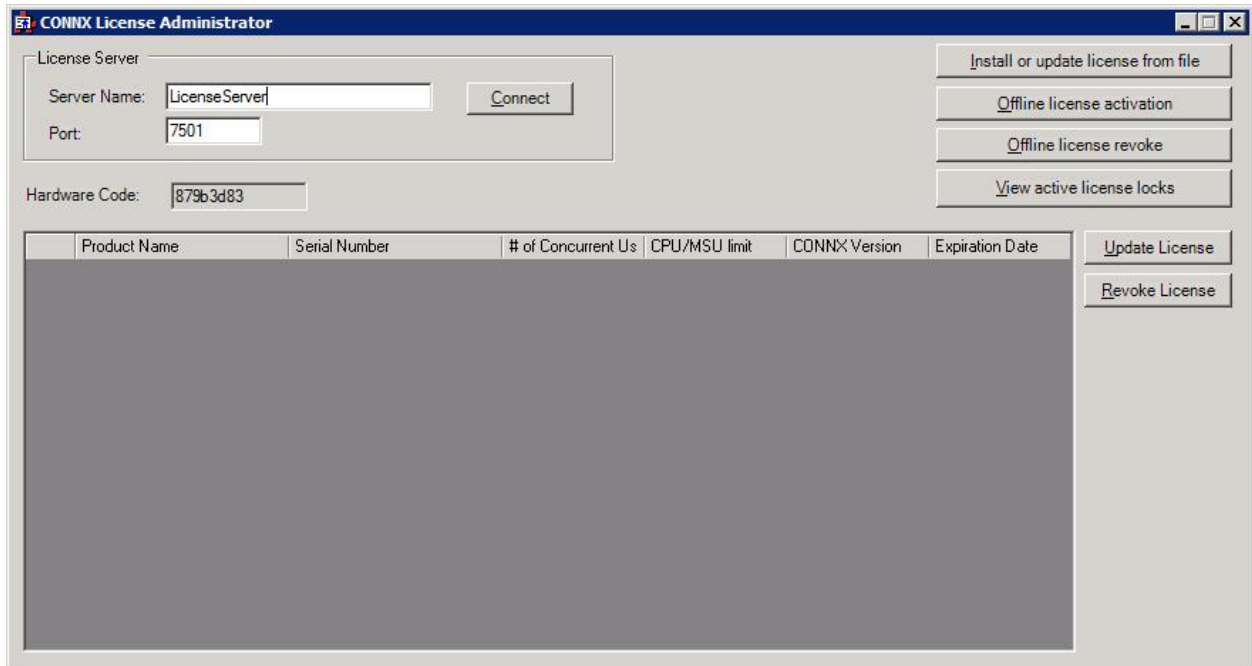 CONNX License Administrator
License Server
Server Name: LicenseServer Connect
Port: 7501
Hardware Code: 879b3d83
Install or update license from file
Offline license activation
Offline license revoke
View active license locks
Product Name Serial Number # of Concurrent Us CPU/MSU limit CONNX Version Expiration Date
Update License
Revoke License